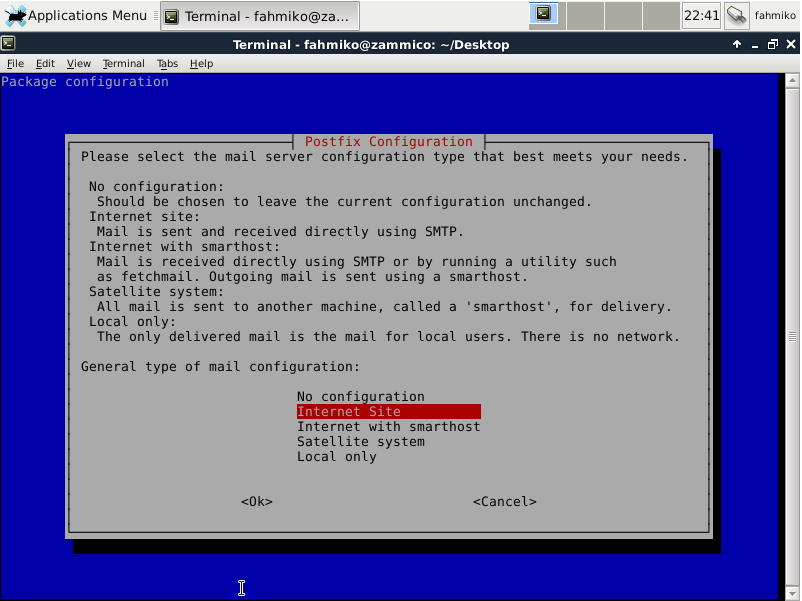 Applications Menu
Terminal - fahmiko@za...
22:41
fahmiko
Terminal - fahmiko@zammico: ~/Desktop
File Edit View Terminal Tabs Help
Package configuration
Postfix Configuration
Please select the mail server configuration type that best meets your needs.
No configuration:
Should be chosen to leave the current configuration unchanged.
Internet site:
Mail is sent and received directly using SMTP.
Internet with smarthost:
Mail is received directly using SMTP or by running a utility such
as fetchmail. Outgoing mail is sent using a smarthost.
Satellite system:
All mail is sent to another machine, called a 'smarthost', for delivery.
Local only:
The only delivered mail is the mail for local users. There is no network.
General type of mail configuration:
No configuration
Internet Site
Internet with smarthost
Satellite system
Local only
<Ok> <Cancel>